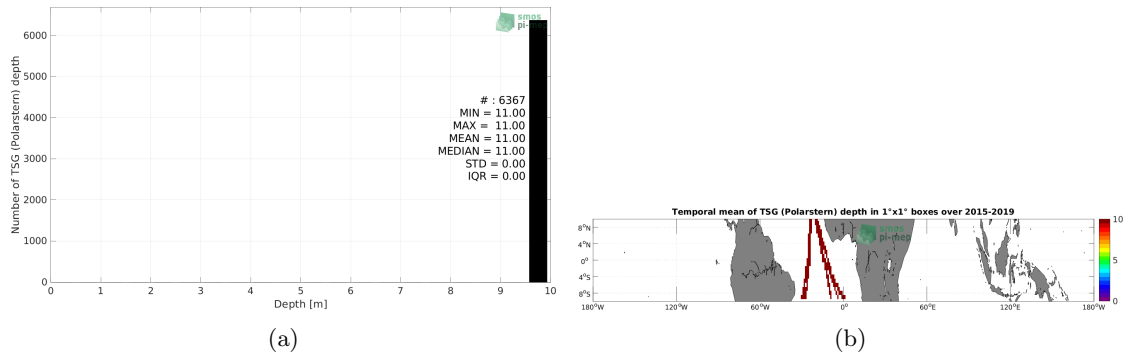 smos
pi-mep
Number of TSG (Polarstern) depth
6000
5000
4000
3000
2000
1000
0
# : 6367
MIN = 11.00
MAX = 11.00
MEAN = 11.00
MEDIAN = 11.00
STD = 0.00
IQR = 0.00
0 1 2 3 4 5 6 7 8 9 10
Depth [m]
(a)
Temporal mean of TSG (Polarstern) depth in 1°x1° boxes over 2015-2019
smos
pi-mep
8°N
4°N
0°
4°S
8°S
180°W 120°W 60°W 0° 60°E 120°E 180°W
10
5
0
(b)